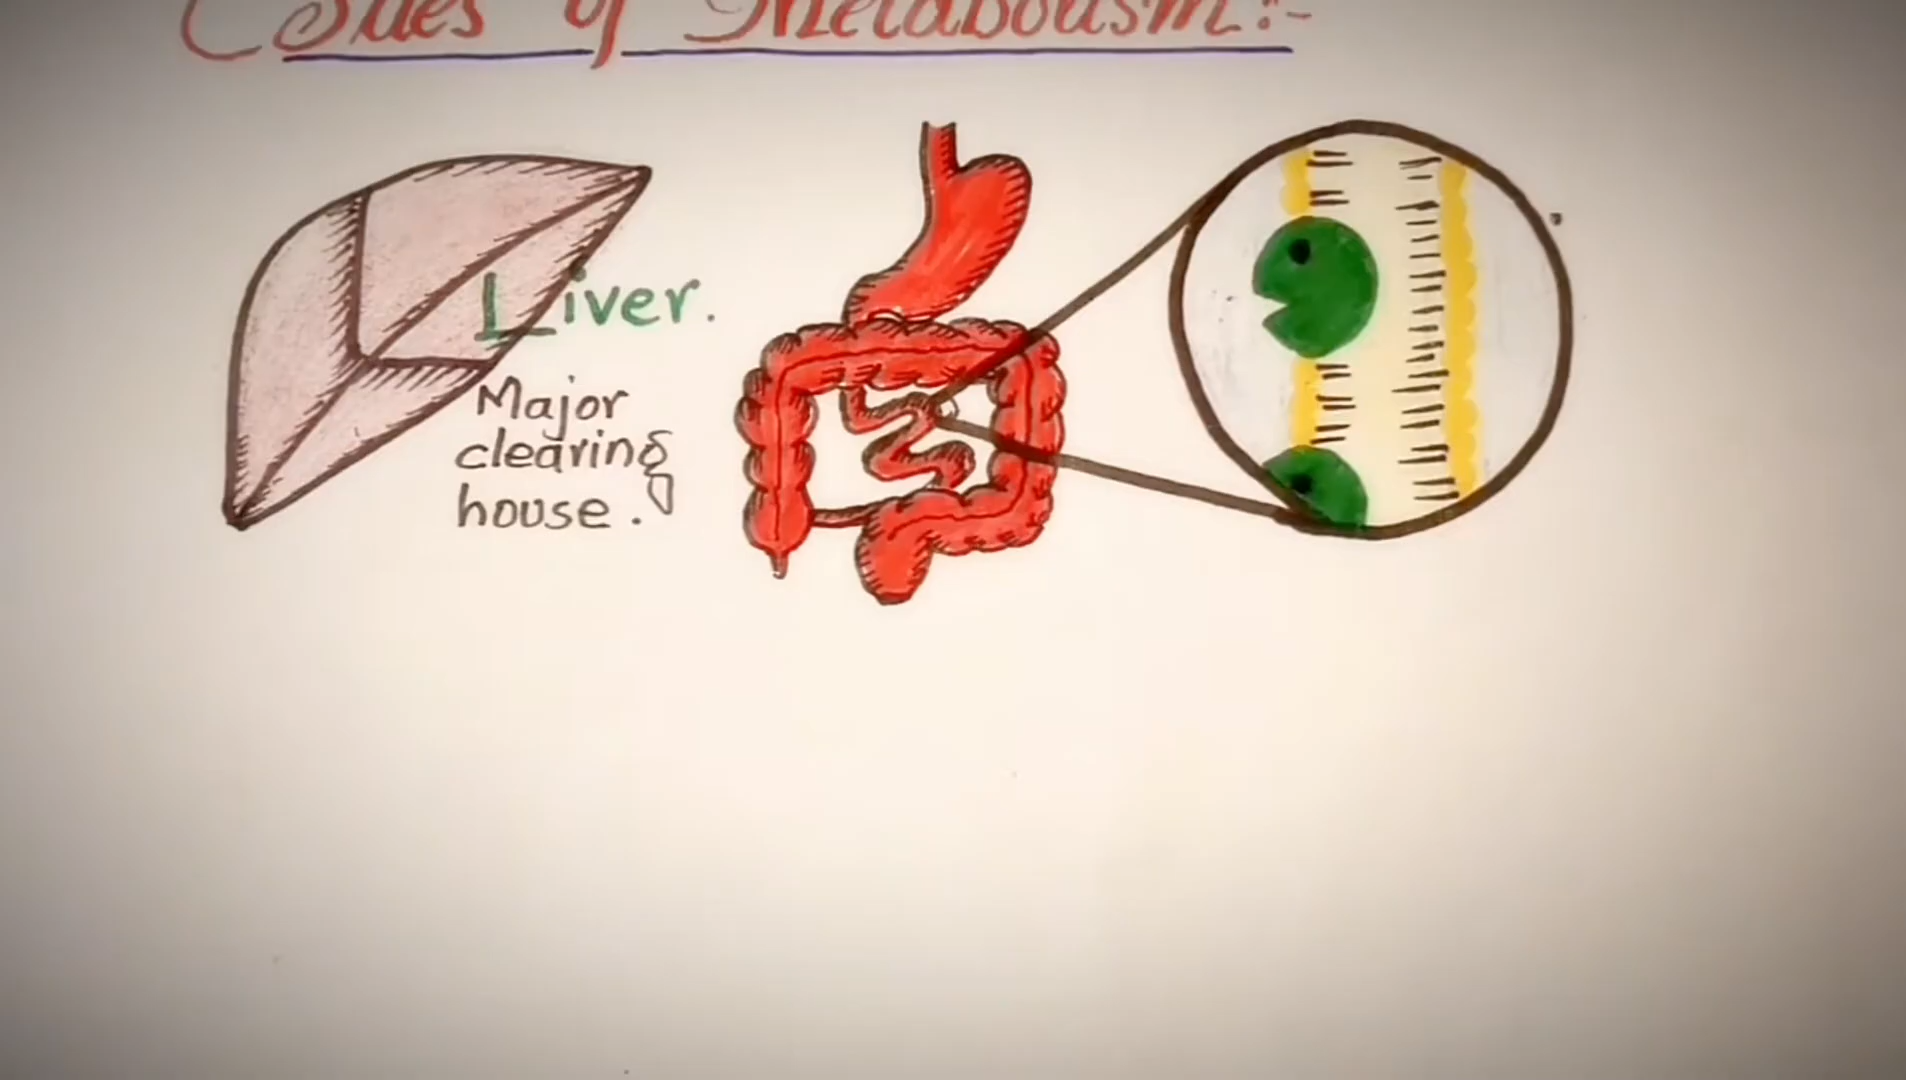 Sites of Metabolism:-
Liver.
Major
clearing
house.